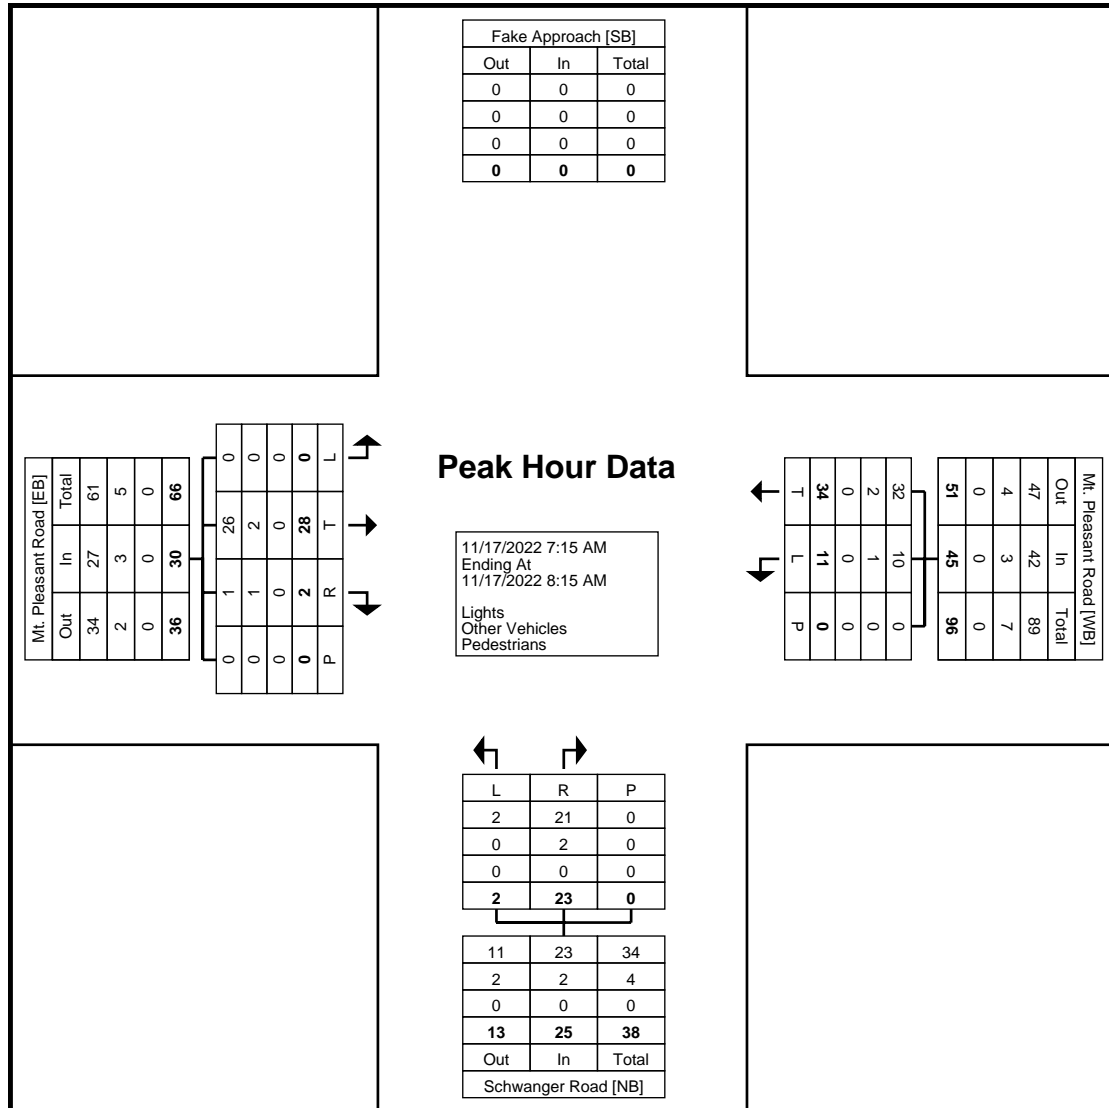 Fake Approach [SB]
Out In Total
0 0 0
0 0 0
0 0 0
0 0 0
Peak Hour Data
11/17/2022 7:15 AM
Ending At
11/17/2022 8:15 AM
Lights
Other Vehicles
Pedestrians
Mt. Pleasant Road [EB]
Total 61 5 0 66
In 27 3 0 30
Out 34 2 0 36
0 0 0 0 L
26 2 0 28 T
1 1 0 2 R
0 0 0 0 P
Mt. Pleasant Road [WB]
Out In Total
47 42 89
4 3 7
0 0 0
51 45 96
32 10 0
2 1 0
0 0 0
34 11 0
T L P
L R P
2 21 0
0 2 0
0 0 0
2 23 0
11 23 34
2 2 4
0 0 0
13 25 38
Out In Total
Schwanger Road [NB]